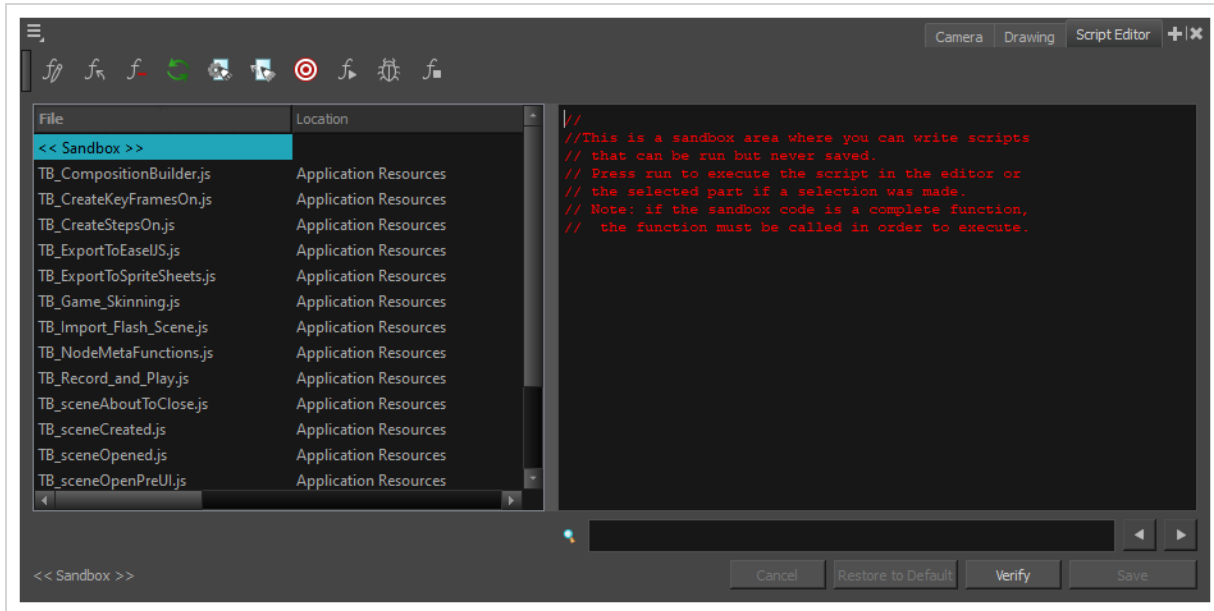 Camera Drawing Script Editor
File Location
<< Sandbox >>
TB_CompositionBuilder.js Application Resources
TB_CreateKeyFramesOn.js Application Resources
TB_CreateStepsOn.js Application Resources
TB_ExportToEaselJS.js Application Resources
TB_ExportToSpriteSheets.js Application Resources
TB_Game_Skinning.js Application Resources
TB_Import_Flash_Scene.js Application Resources
TB_NodeMetaFunctions.js Application Resources
TB_Record_and_Play.js Application Resources
TB_sceneAboutToClose.js Application Resources
TB_sceneCreated.js Application Resources
TB_sceneOpened.js Application Resources
TB_sceneOpenPreUI.js Application Resources
//
//This is a sandbox area where you can write scripts
// that can be run but never saved.
// Press run to execute the script in the editor or
// the selected part if a selection was made.
// Note: if the sandbox code is a complete function,
//  the function must be called in order to execute.
<< Sandbox >>
Cancel Restore to Default Verify Save